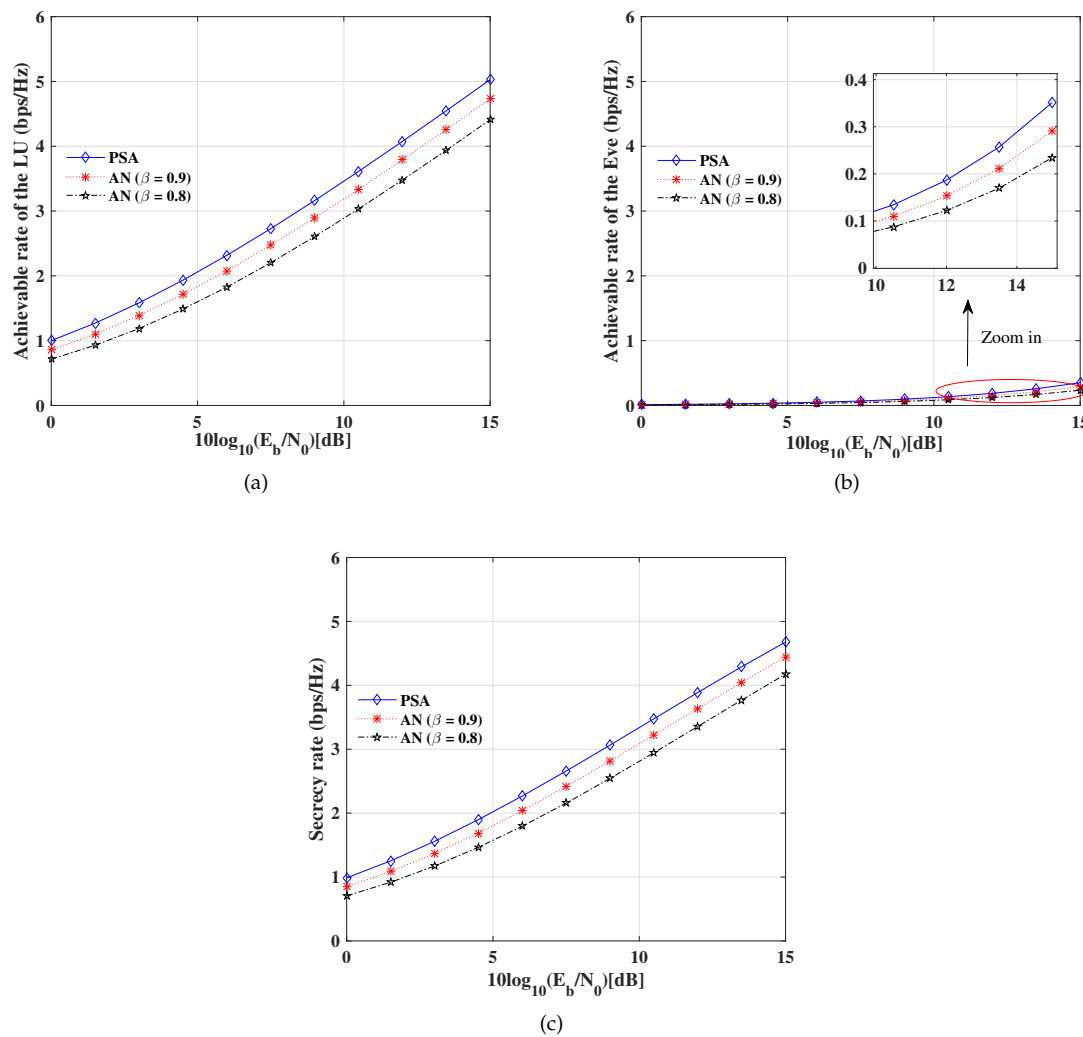 6
5
4
3
2
1
0
Achievable rate of the LU (bps/Hz)
PSA
AN (β = 0.9)
AN (β = 0.8)
0 5 10 15
10log₁₀(E_b/N₀)[dB]
(a)
6
5
4
3
2
1
0
Achievable rate of the Eve (bps/Hz)
PSA
AN (β = 0.9)
AN (β = 0.8)
0.4
0.3
0.2
0.1
0
10 12 14
Zoom in
0 5 10 15
10log₁₀(E_b/N₀)[dB]
(b)
6
5
4
3
2
1
0
Secrecy rate (bps/Hz)
PSA
AN (β = 0.9)
AN (β = 0.8)
0 5 10 15
10log₁₀(E_b/N₀)[dB]
(c)